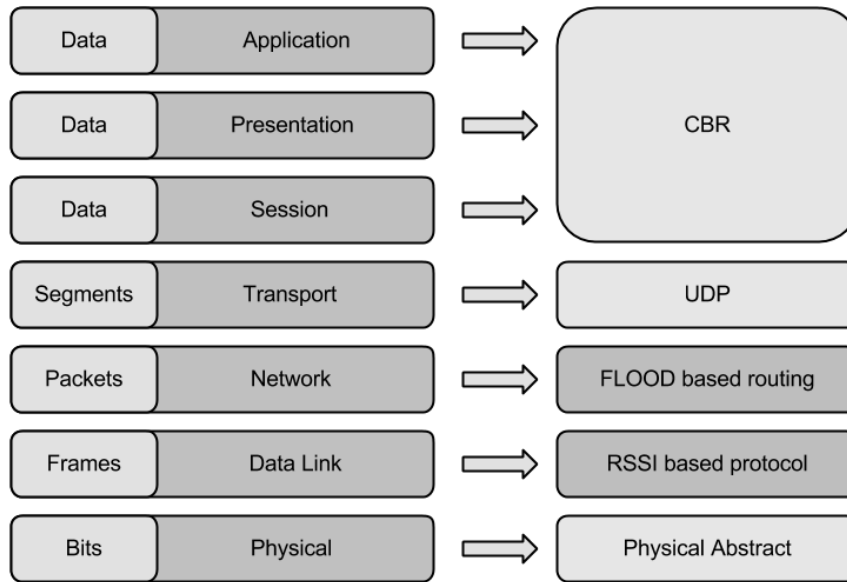 Data Application
Data Presentation CBR
Data Session
Segments Transport UDP
Packets Network FLOOD based routing
Frames Data Link RSSI based protocol
Bits Physical Physical Abstract